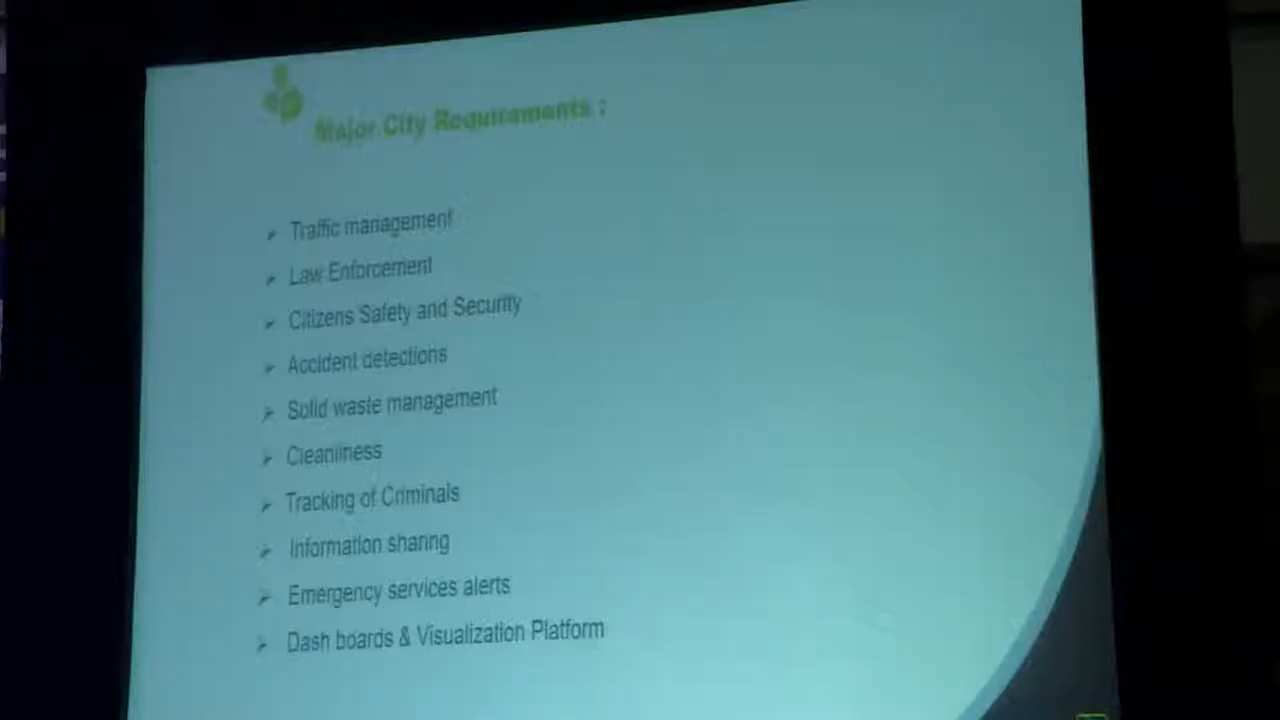 Major City Requirements :
Traffic management
Law Enforcement
Citizens Safety and Security
Accident detections
Solid waste management
Cleanliness
Tracking of Criminals
Information sharing
Emergency services alerts
Dash boards & Visualization Platform